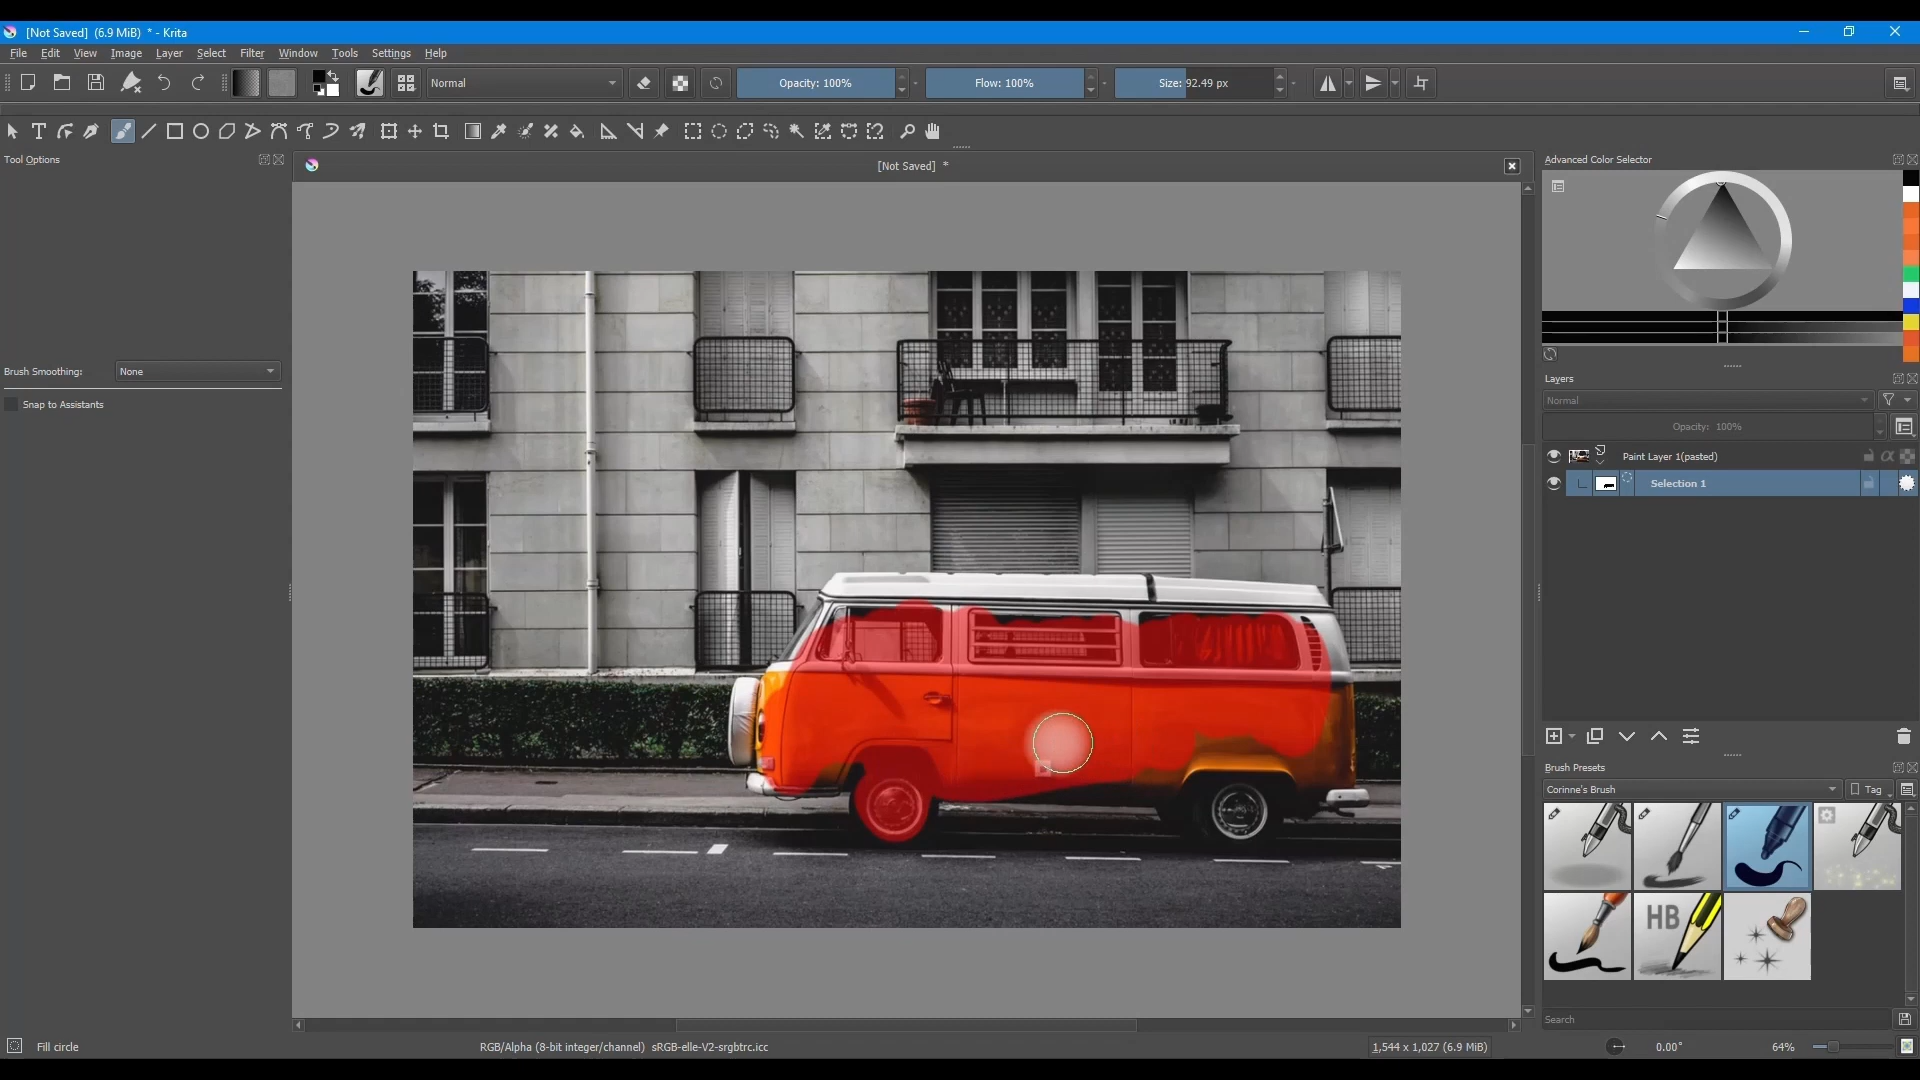 [Not Saved]  (6.9 MiB)  * - Krita
File Edit View Image Layer Select Filter Window Tools Settings Help
Normal
Opacity: 100%
Flow: 100%
Size: 92.49 px
Tool Options
[Not Saved]  *
Advanced Color Selector
Brush Smoothing:
None
Snap to Assistants
Layers
Normal
Opacity: 100%
Paint Layer 1(pasted)
Selection 1
Brush Presets
Corinne's Brush
Tag
HB
Search
Fill circle
RGB/Alpha (8-bit integer/channel)  sRGB-elle-V2-srgbtrc.icc
1,544 x 1,027 (6.9 MiB)
0.00°
64%